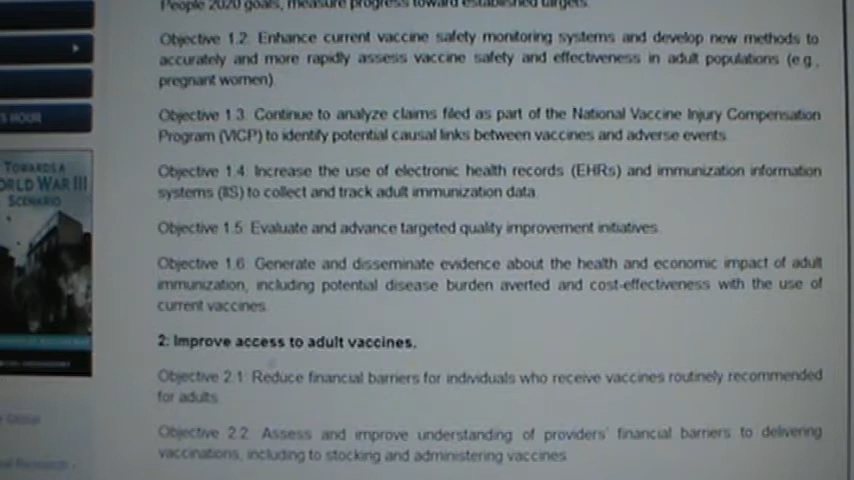 People 2020 goals, measure progress toward established targets.
Objective 1.2: Enhance current vaccine safety monitoring systems and develop new methods to
accurately and more rapidly assess vaccine safety and effectiveness in adult populations (e.g.,
pregnant women).
S HOUR
Objective 1.3: Continue to analyze claims filed as part of the National Vaccine Injury Compensation
Program (VICP) to identify potential causal links between vaccines and adverse events.
TOWARDS A
ORLD WAR III
SCENARIO
Objective 1.4: Increase the use of electronic health records (EHRs) and immunization information
systems (IIS) to collect and track adult immunization data.
Objective 1.5: Evaluate and advance targeted quality improvement initiatives.
Objective 1.6: Generate and disseminate evidence about the health and economic impact of adult
immunization, including potential disease burden averted and cost-effectiveness with the use of
current vaccines.
2: Improve access to adult vaccines.
Objective 2.1: Reduce financial barriers for individuals who receive vaccines routinely recommended
for adults.
Global
Objective 2.2: Assess and improve understanding of providers' financial barriers to delivering
vaccinations, including to stocking and administering vaccines.
Research -